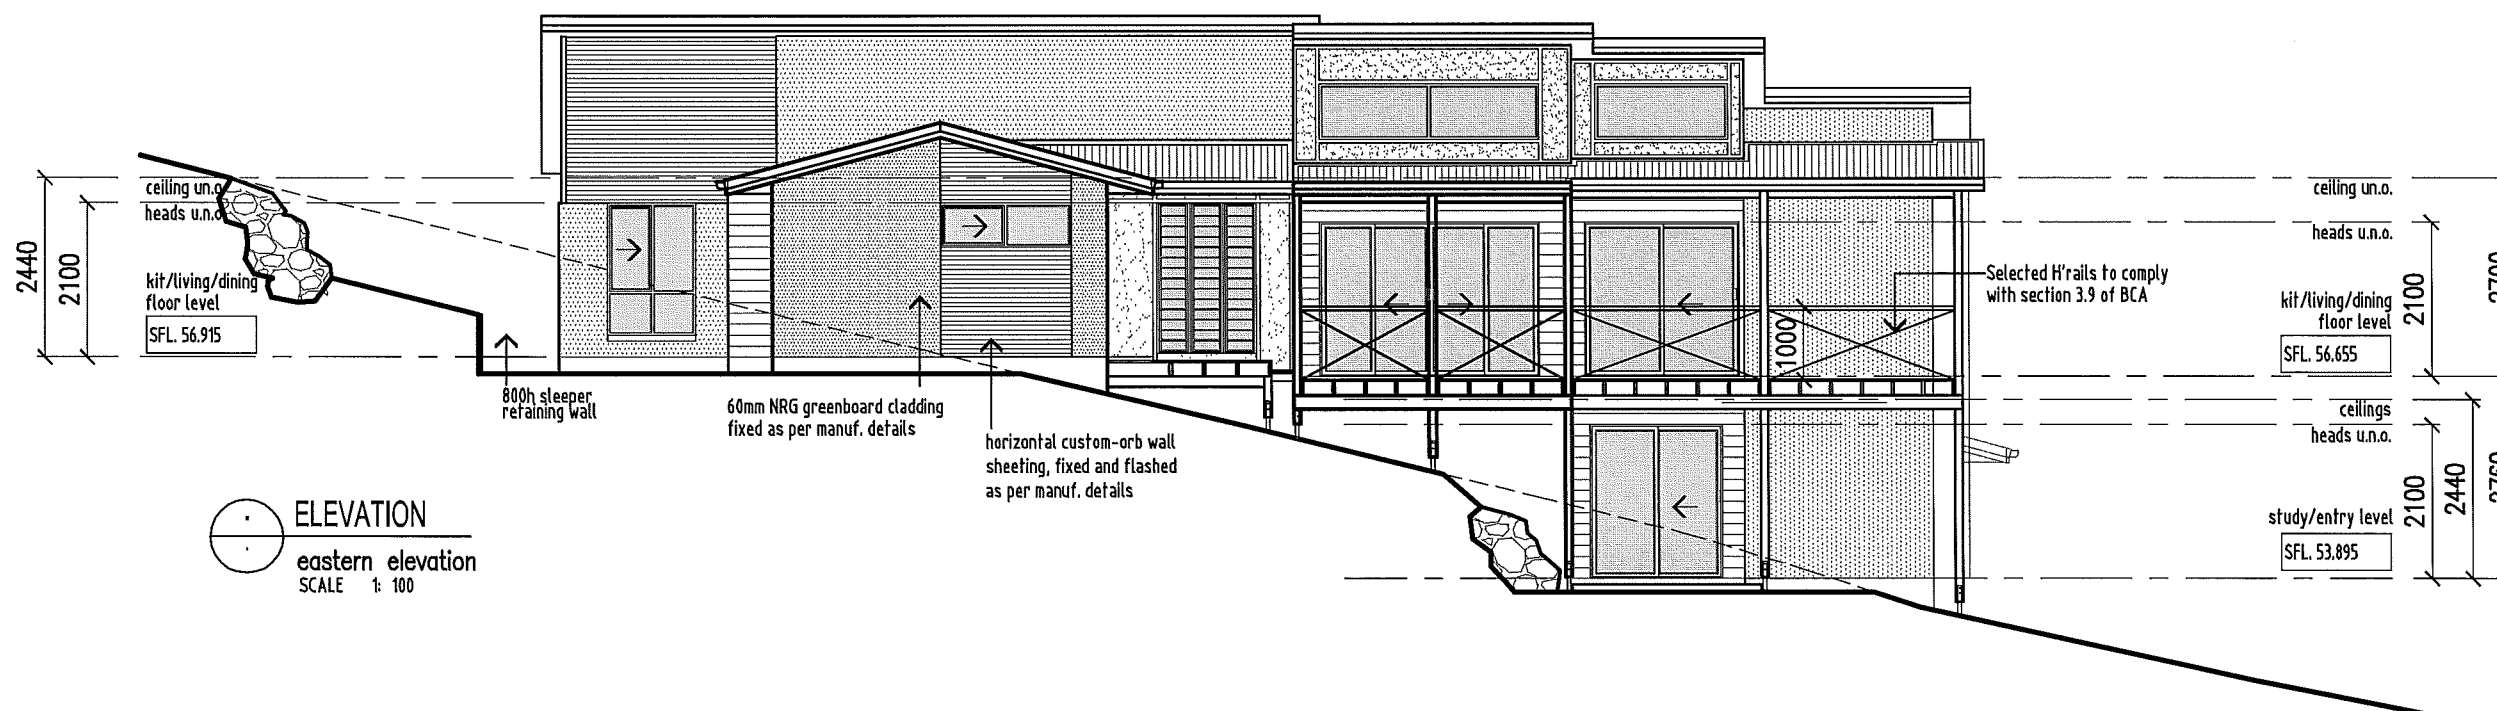 ceiling un.o.
heads u.n.o.
2440
2100
kit/living/dining
floor level
SFL. 56.915
800h sleeper
retaining wall
60mm NRG greenboard cladding
fixed as per manuf. details
horizontal custom-orb wall
sheeting, fixed and flashed
as per manuf. details
ELEVATION
eastern elevation
SCALE 1: 100
1000
Selected H'rails to comply
with section 3.9 of BCA
ceiling un.o.
heads u.n.o.
kit/living/dining
floor level
SFL. 56.655
2100
ceilings
heads u.n.o.
study/entry level
SFL. 53.895
2100
2440